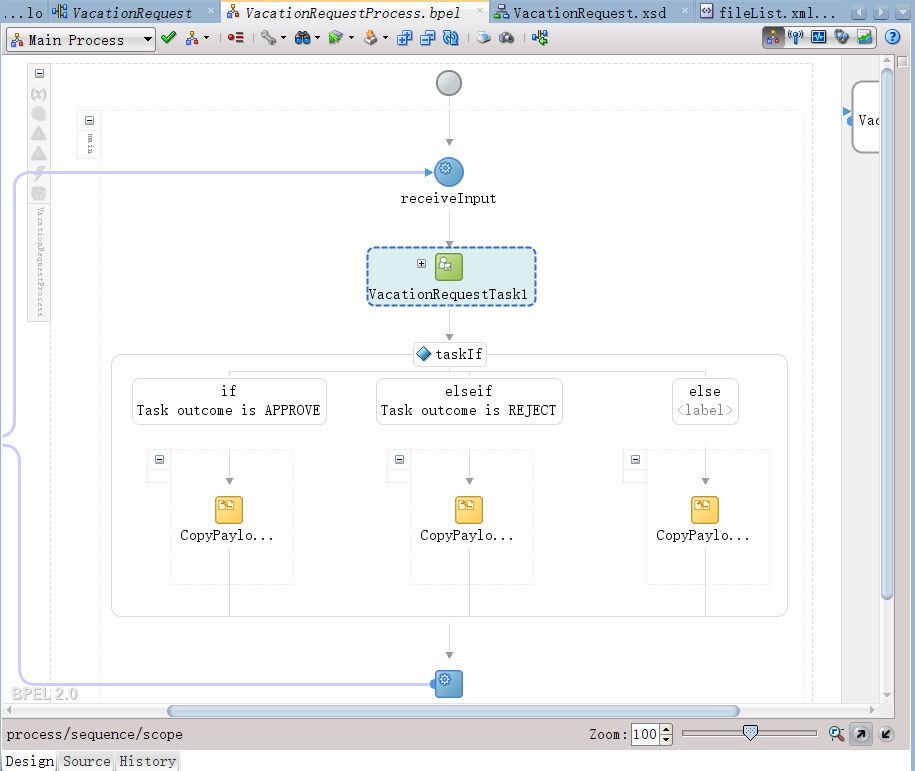 ...lo
VacationRequest
VacationRequestProcess.bpel
VacationRequest.xsd
fileList.xml...
Main Process
(x)
main
VacationRequestProcess
Vac
receiveInput
VacationRequestTask1
taskIf
if
Task outcome is APPROVE
elseif
Task outcome is REJECT
else
<label>
CopyPaylo...
CopyPaylo...
CopyPaylo...
BPEL 2.0
process/sequence/scope
Zoom: 100
Design Source History